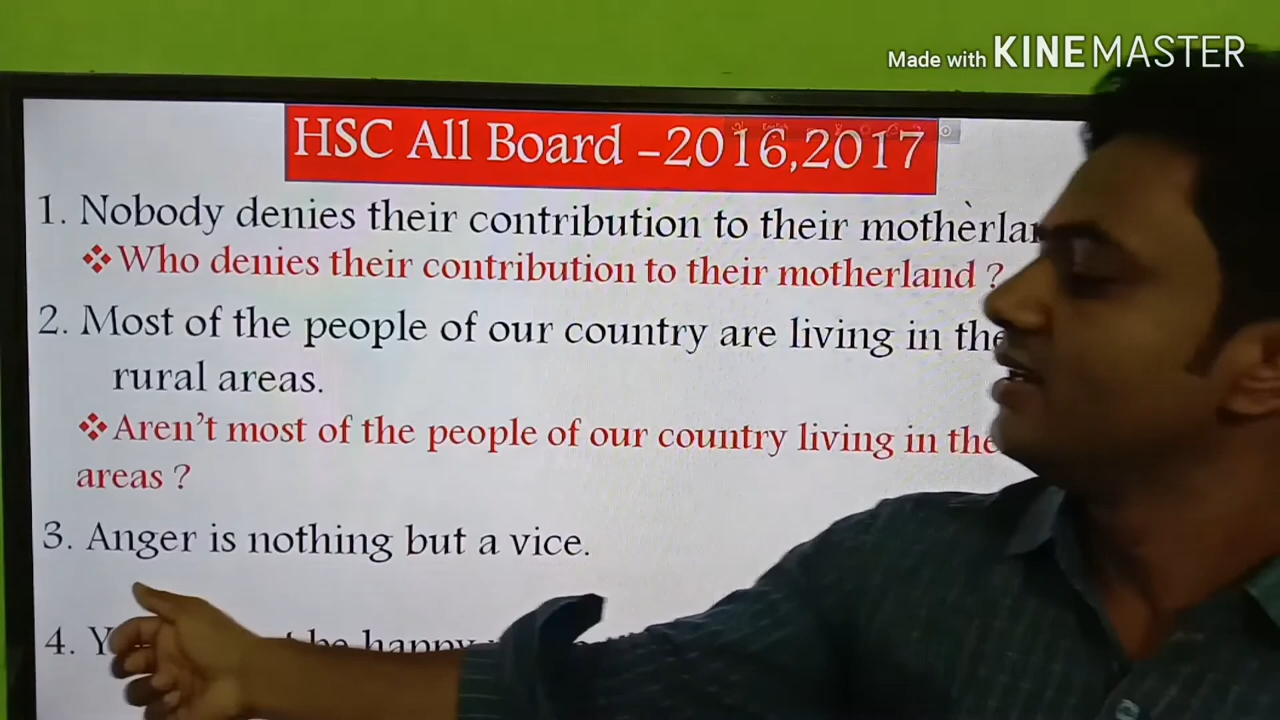 Made with KINEMASTER
HSC All Board -2016,2017
1. Nobody denies their contribution to their
❖Who denies their contribution to their motherland ?
2. Most of the people of our country are living in the
rural areas.
❖Aren't most of the people of our country living in the
areas ?
3. Anger is nothing but a vice.
4. be happy